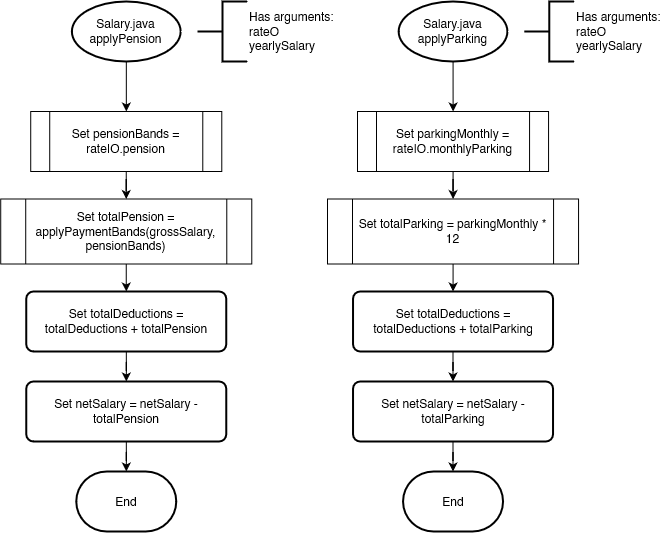 Salary.java
applyPension
Has arguments:
rateO
yearlySalary
Set pensionBands =
rateIO.pension
Set totalPension =
applyPaymentBands(grossSalary,
pensionBands)
Set totalDeductions =
totalDeductions + totalPension
Set netSalary = netSalary -
totalPension
End
Salary.java
applyParking
Has arguments:
rateO
yearlySalary
Set parkingMonthly =
rateIO.monthlyParking
Set totalParking = parkingMonthly *
12
Set totalDeductions =
totalDeductions + totalParking
Set netSalary = netSalary -
totalParking
End